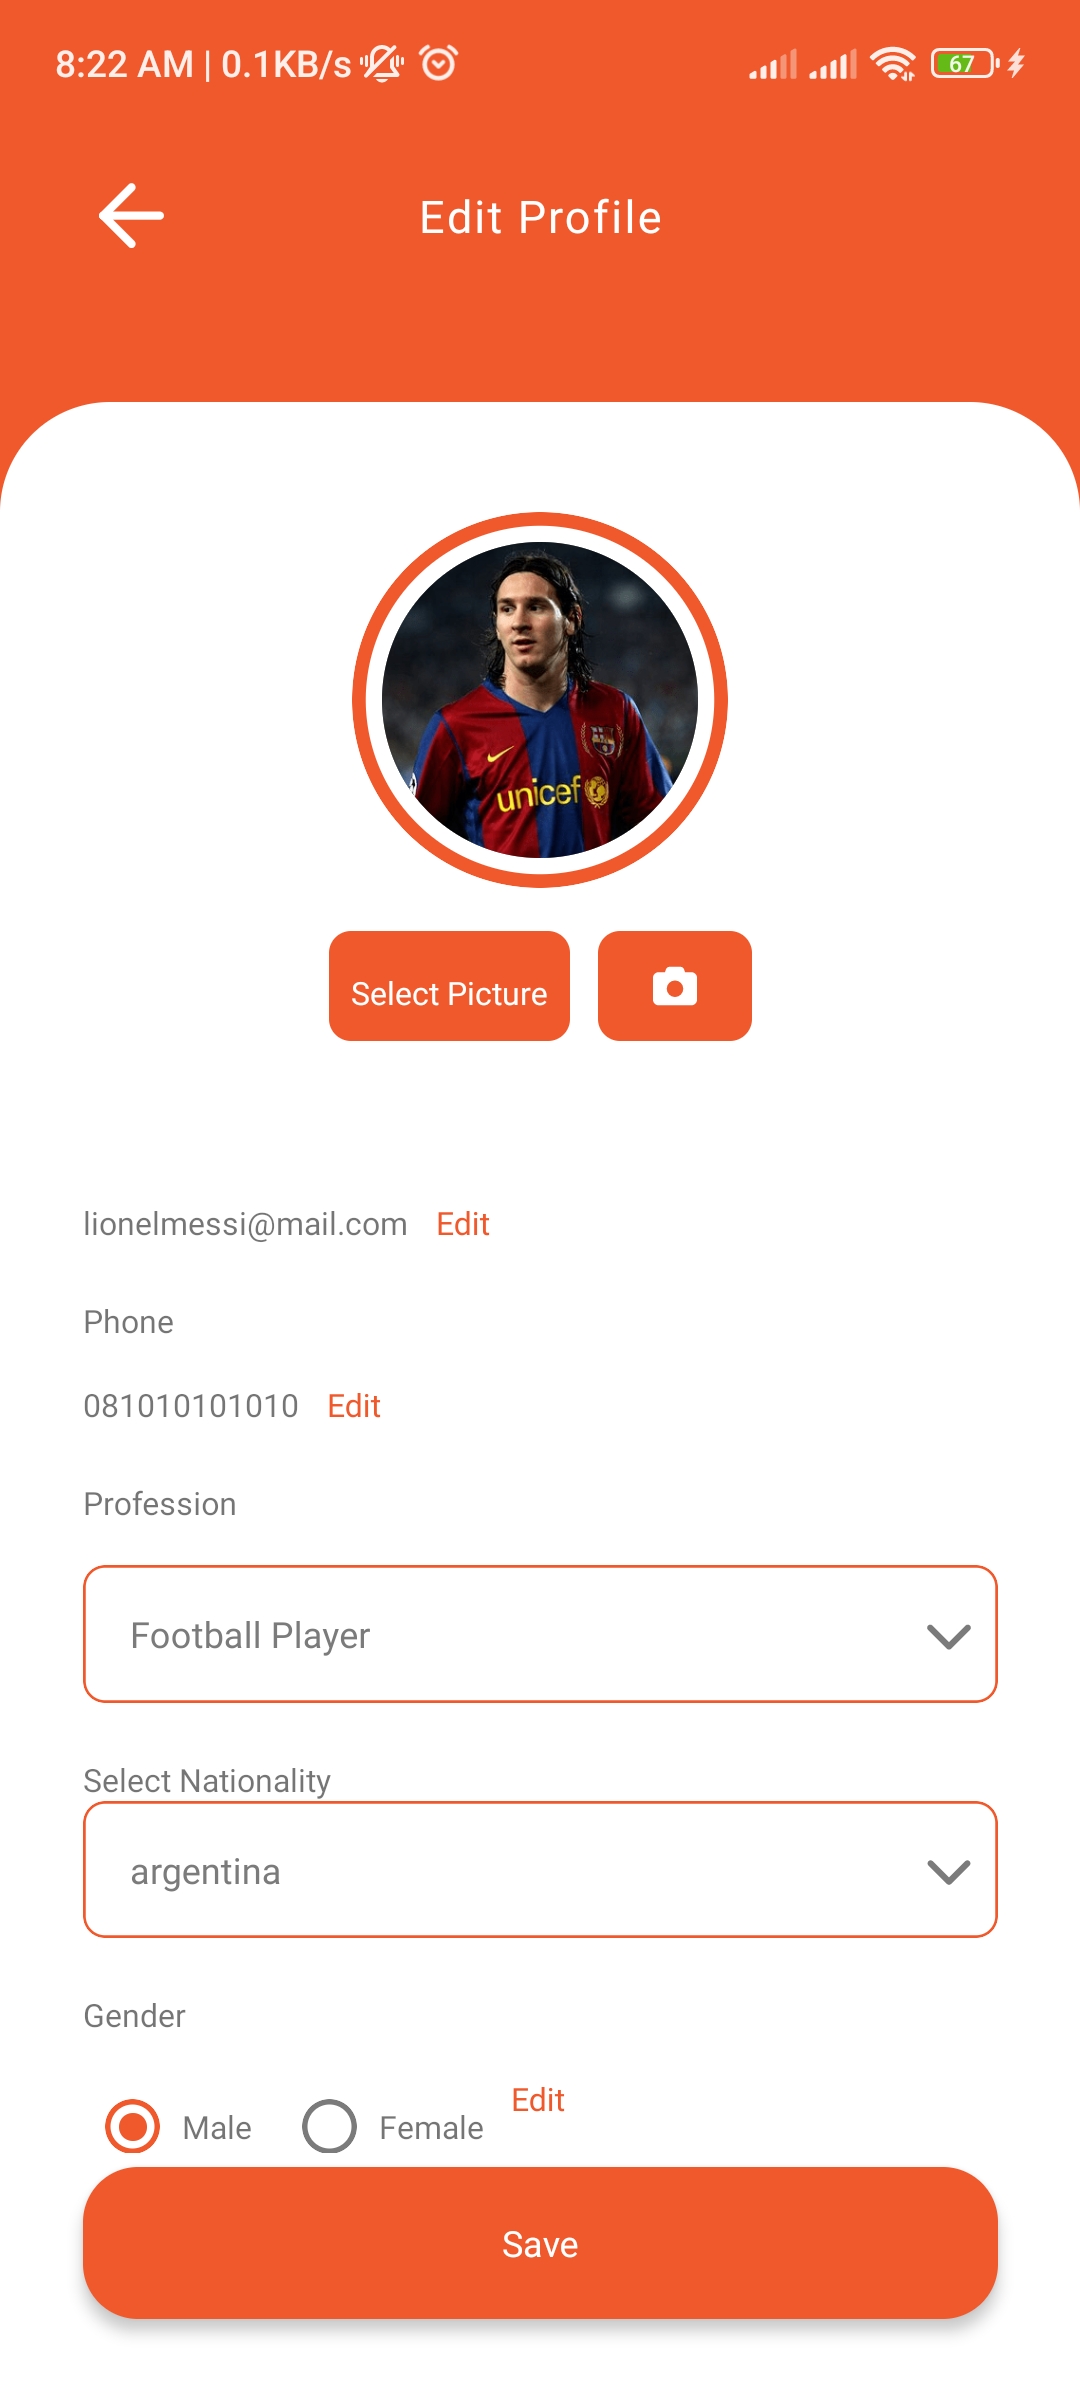 8:22 AM | 0.1KB/s 67
Edit Profile
unicef
Select Picture
lionelmessi@mail.com Edit
Phone
081010101010 Edit
Profession
Football Player
Select Nationality
argentina
Gender
Edit
Male Female
Save